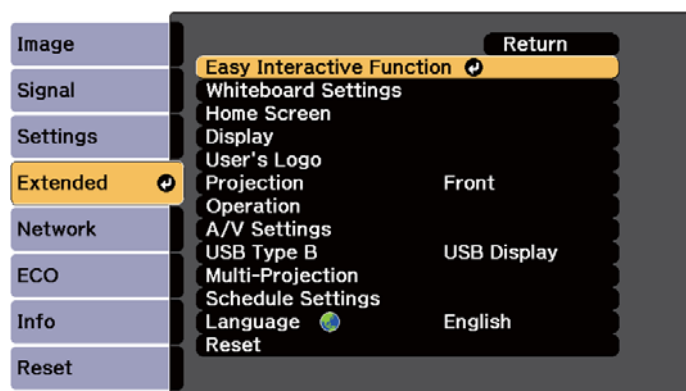 Image
Signal
Settings
Extended
Network
ECO
Info
Reset
Return
Easy Interactive Function
Whiteboard Settings
Home Screen
Display
User's Logo
Projection Front
Operation
A/V Settings
USB Type B USB Display
Multi-Projection
Schedule Settings
Language English
Reset